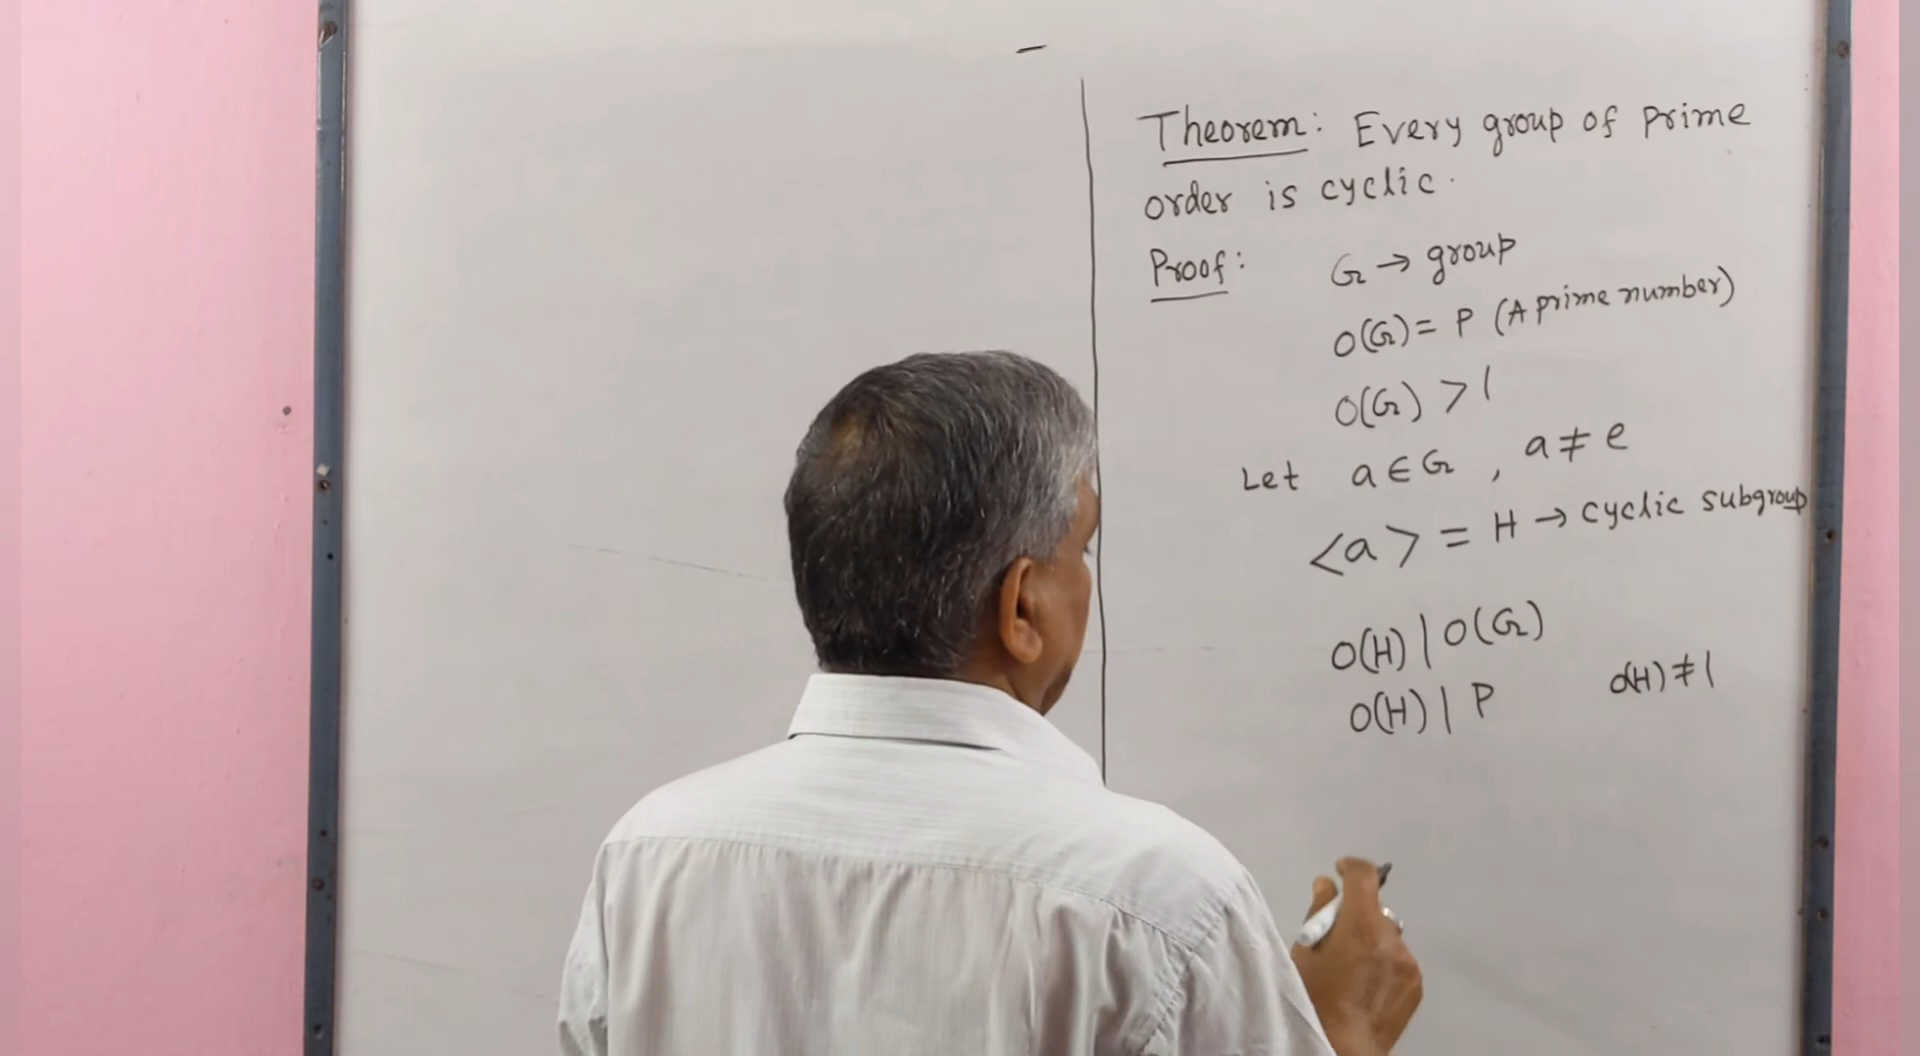 Theorem: Every group of prime
order is cyclic.
Proof: G → group
O(G) = P (A prime number)
O(G) > 1
Let a ∈ G, a ≠ e
<a> = H → cyclic subgroup
O(H) | O(G)
O(H) | P O(H) ≠ 1